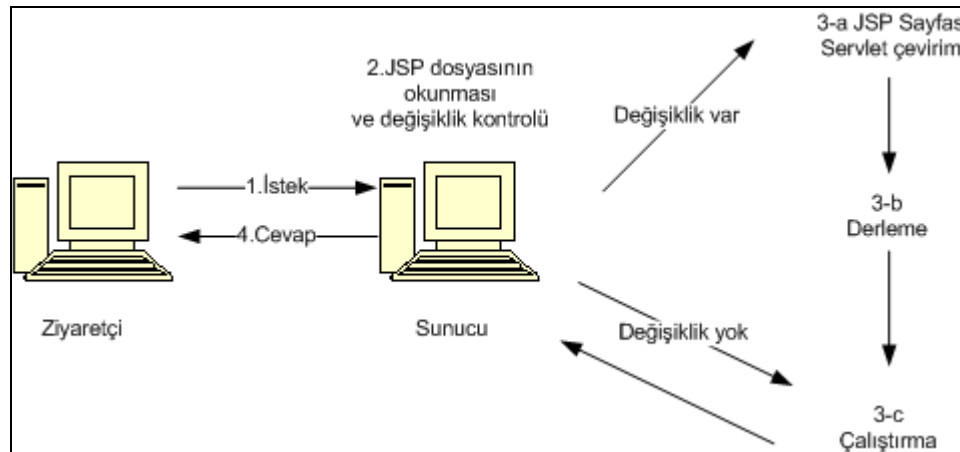 3-a JSP Sayfas
Servlet çevirim
2.JSP dosyasının
okunması
ve değişiklik kontrolü
Değişiklik var
1.İstek
4.Cevap
3-b
Derleme
Ziyaretçi
Sunucu
Değişiklik yok
3-c
Çalıştırma